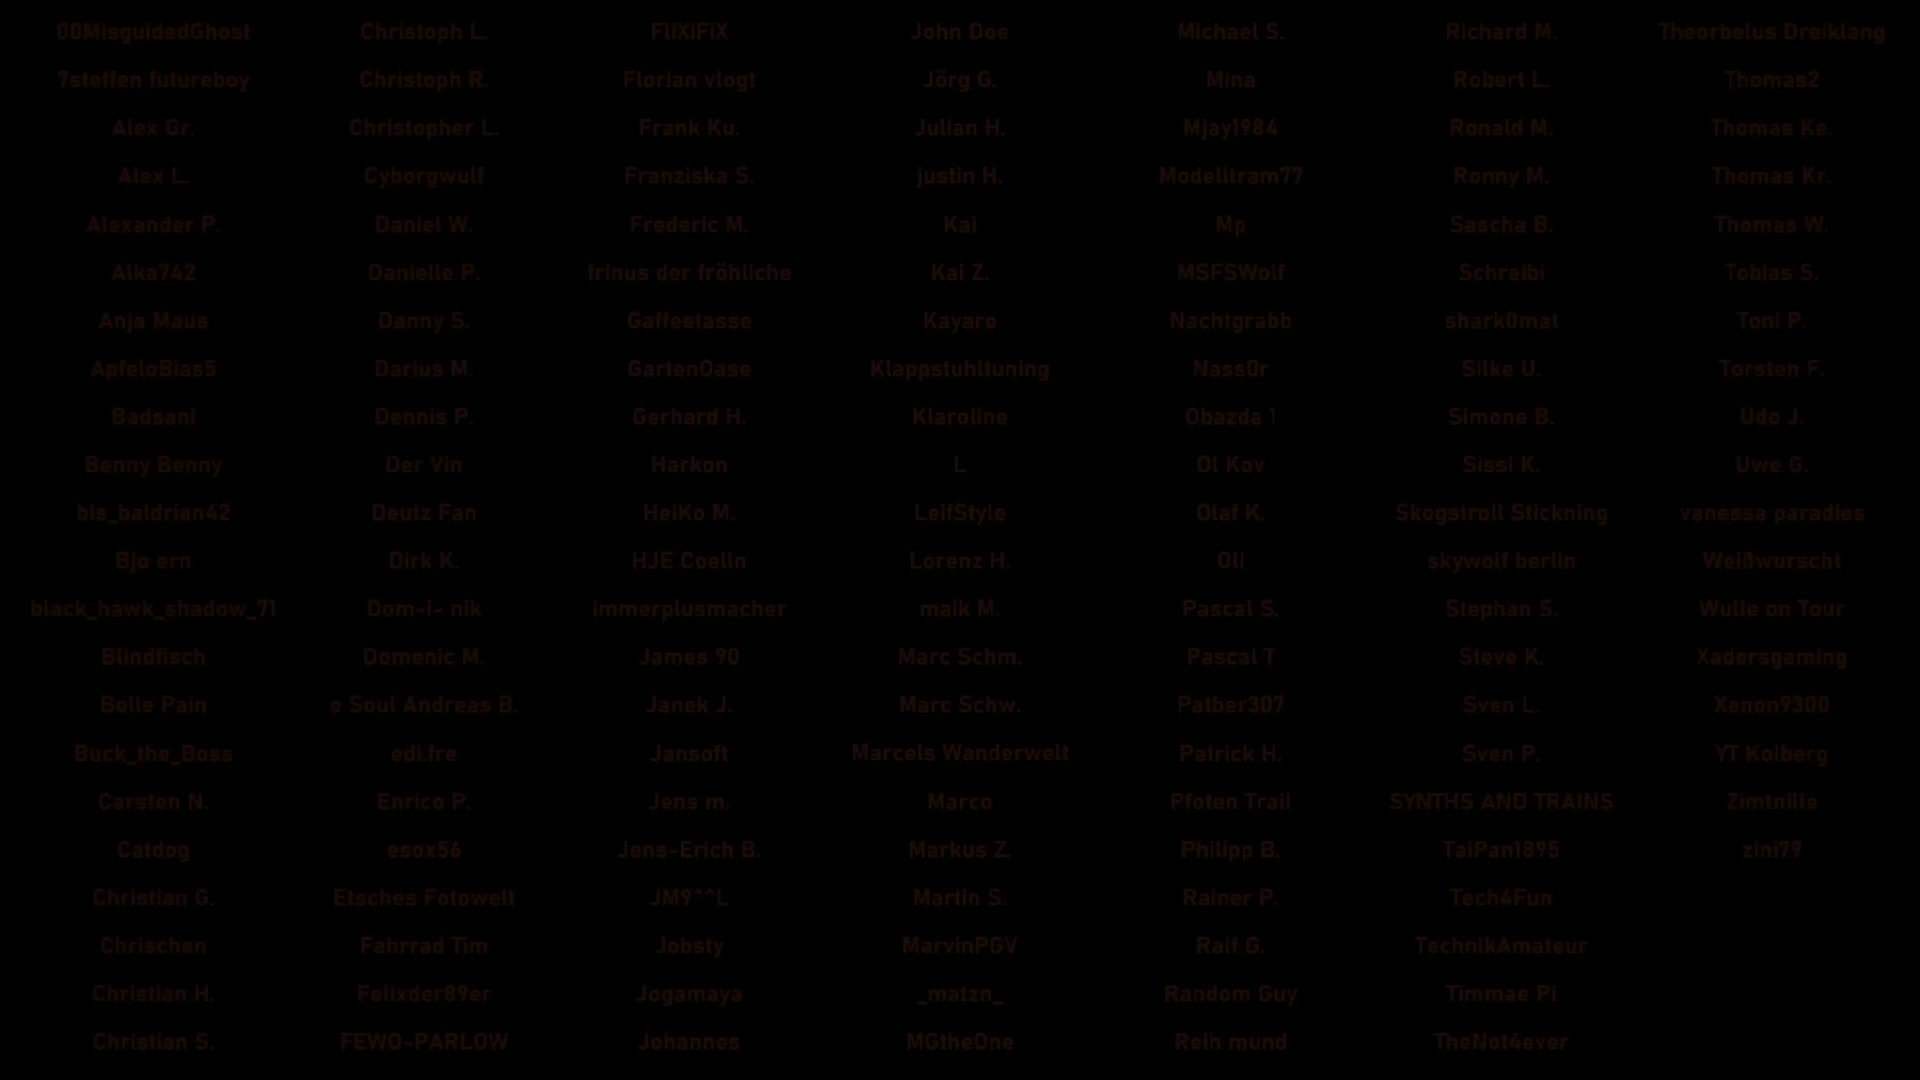 00MisguidedGhost
7steffen futureboy
Alex Gr.
Alex L.
Alexander P.
Alka742
Anja Maus
ApfeloBias5
Badsani
Benny Benny
bis_baldrian42
Bjo ern
black_hawk_shadow_71
Blindfisch
Bolle Pain
Buck_the_Boss
Carsten N.
Catdog
Christian G.
Chrischen
Christian H.
Christian S.
Christoph L.
Christoph R.
Christopher L.
Cyborgwulf
Daniel W.
Danielle P.
Danny S.
Darius M.
Dennis P.
Der Vin
Deutz Fan
Dirk K.
Dom-i- nik
Domenic M.
e Soul Andreas B.
edi.fre
Enrico P.
esox56
Etsches Fotowelt
Fahrrad Tim
Felixder89er
FEWO-PARLOW
FliXiFiX
Florian vlogt
Frank Ku.
Franziska S.
Frederic M.
frinus der fröhliche
Gaffeetasse
GartenOase
Gerhard H.
Harkon
HeiKo M.
HJE Coelln
immerplusmacher
James 90
Janek J.
Jansoft
Jens m.
Jens-Erich B.
JM9^^L
Jobsty
Jogamaya
Johannes
John Doe
Jörg G.
Julian H.
justin H.
Kai
Kai Z.
Kayaro
Klappstuhltuning
Klaroline
L
LeifStyle
Lorenz H.
maik M.
Marc Schm.
Marc Schw.
Marcels Wanderwelt
Marco
Markus Z.
Martin S.
MarvinPGV
_matzn_
MGtheOne
Michael S.
Mina
Mjay1984
Modelltram77
Mp
MSFSWolf
Nachtgrabb
Nass0r
Obazda 1
Ol Kov
Olaf K.
Oli
Pascal S.
Pascal T
Patber307
Patrick H.
Pfoten Trail
Philipp B.
Rainer P.
Ralf G.
Random Guy
Reih mund
Richard M.
Robert L.
Ronald M.
Ronny M.
Sascha B.
Schreibi
shark0mat
Silke U.
Simone B.
Sissi K.
Skogstroll Stickning
skywolf berlin
Stephan S.
Steve K.
Sven L.
Sven P.
SYNTHS AND TRAINS
TaiPan1895
Tech4Fun
TechnikAmateur
Timmae Pi
TheNot4ever
Theorbelus Dreiklang
Thomas2
Thomas Ke.
Thomas Kr.
Thomas W.
Tobias S.
Toni P.
Torsten F.
Udo J.
Uwe G.
vanessa paradies
Weißwurscht
Wulle on Tour
Xadersgaming
Xenon9300
YT Kolberg
Zimtnille
zini79